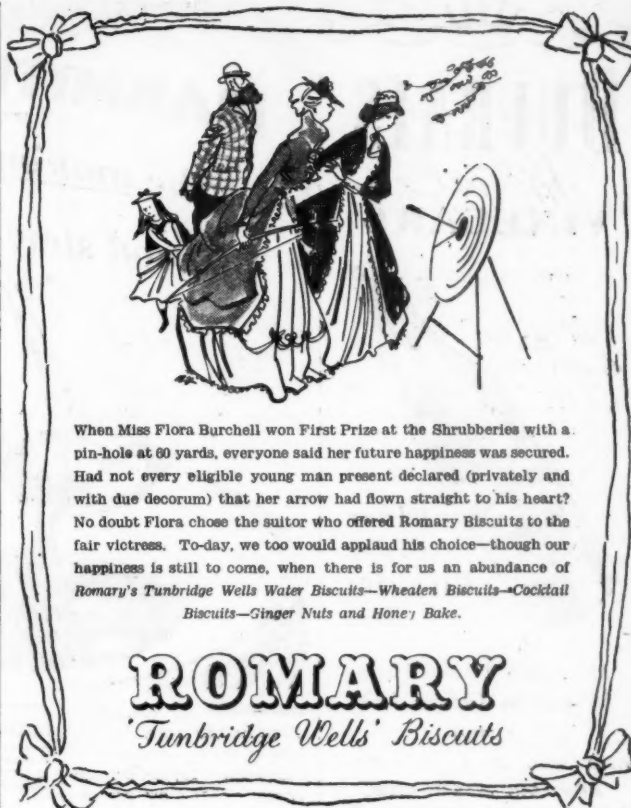 When Miss Flora Burchell won First Prize at the Shrubberies with a
pin-hole at 60 yards, everyone said her future happiness was secured.
Had not every eligible young man present declared (privately and
with due decorum) that her arrow had flown straight to his heart?
No doubt Flora chose the suitor who offered Romary Biscuits to the
fair victress. To-day, we too would applaud his choice—though our
happiness is still to come, when there is for us an abundance of
Romary's Tunbridge Wells Water Biscuits—Wheaten Biscuits—Cocktail
Biscuits—Ginger Nuts and Honey Bake.
ROMARY
'Tunbridge Wells' Biscuits